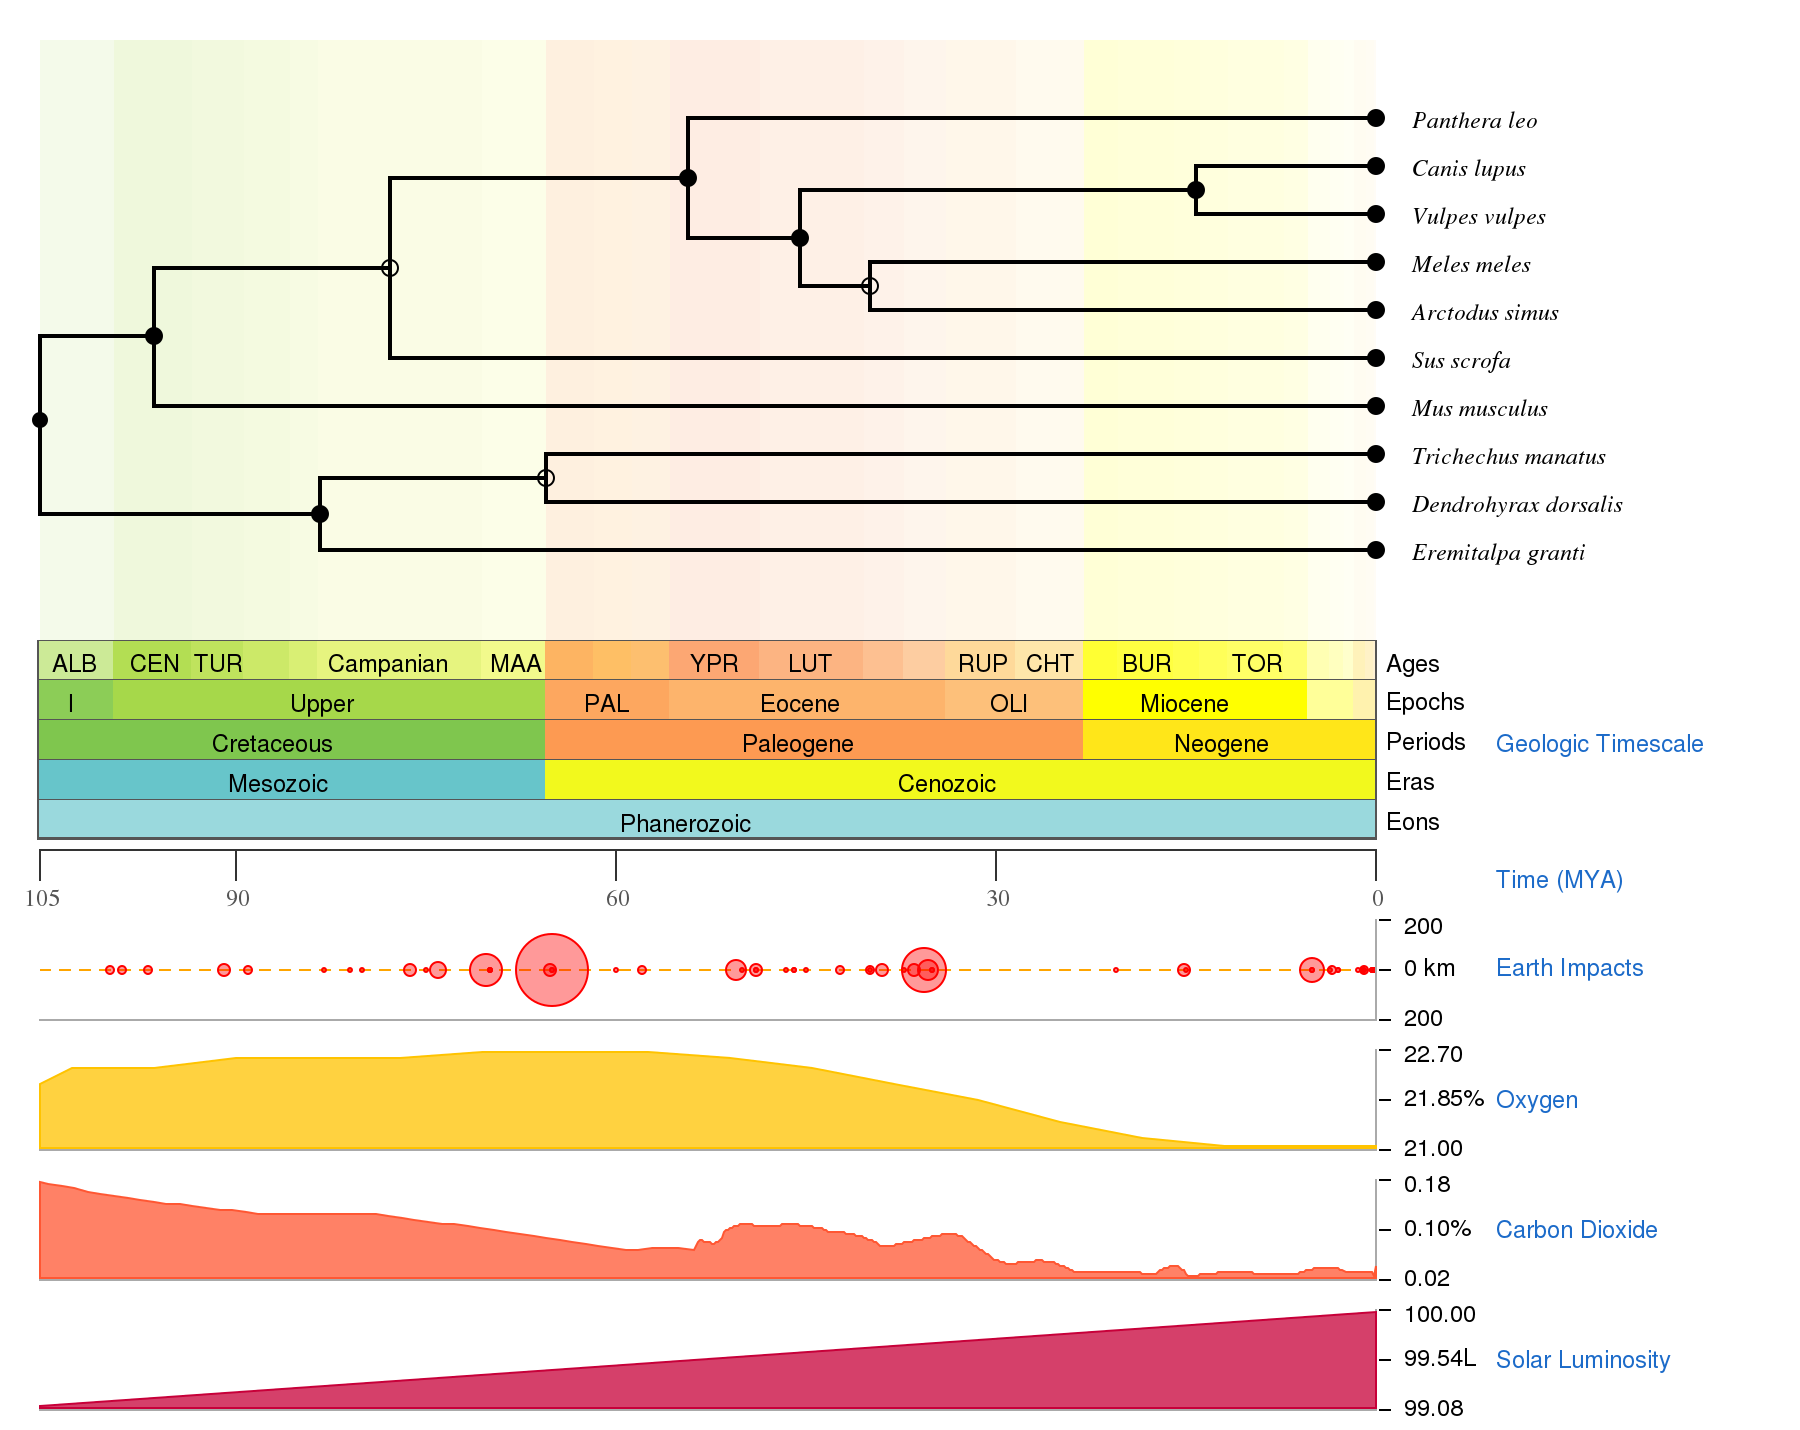 Panthera leo
Canis lupus
Vulpes vulpes
Meles meles
Arctodus simus
Sus scrofa
Mus musculus
Trichechus manatus
Dendrohyrax dorsalis
Eremitalpa granti
ALB CEN TUR Campanian MAA YPR LUT RUP CHT BUR TOR Ages
I Upper PAL Eocene OLI Miocene Epochs
Cretaceous Paleogene Neogene Periods Geologic Timescale
Mesozoic Cenozoic Eras
Phanerozoic Eons
Time (MYA)
105 90 60 30 0
200
0 km Earth Impacts
200
22.70
21.85% Oxygen
21.00
0.18
0.10% Carbon Dioxide
0.02
100.00
99.54L Solar Luminosity
99.08